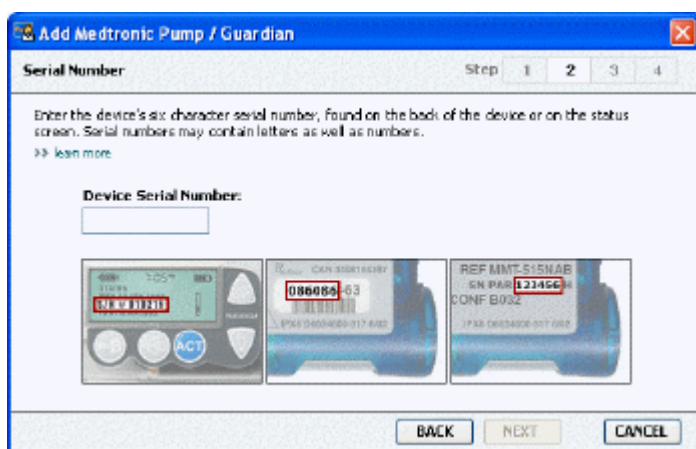 Add Medtronic Pump / Guardian
Serial Number
Step 1 2 3 4
Enter the device's six character serial number, found on the back of the device or on the status
screen. Serial numbers may contain letters as well as numbers.
>> learn more
Device Serial Number:
ACT
086086-63
REF MMT-515NAB
SN PAR 123456 H
CONF B032
BACK
NEXT
CANCEL